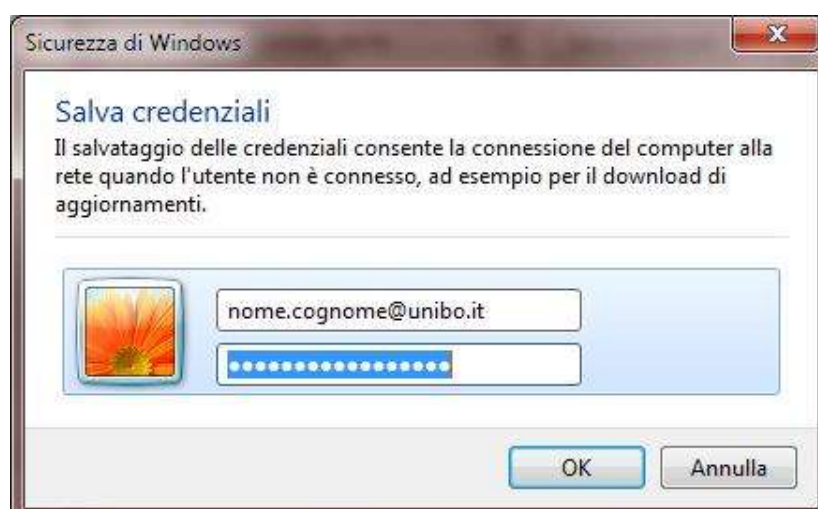 Sicurezza di Windows
Salva credenziali
Il salvataggio delle credenziali consente la connessione del computer alla
rete quando l'utente non è connesso, ad esempio per il download di
aggiornamenti.
nome.cognome@unibo.it
●●●●●●●●●●●●●●●●●
OK
Annulla